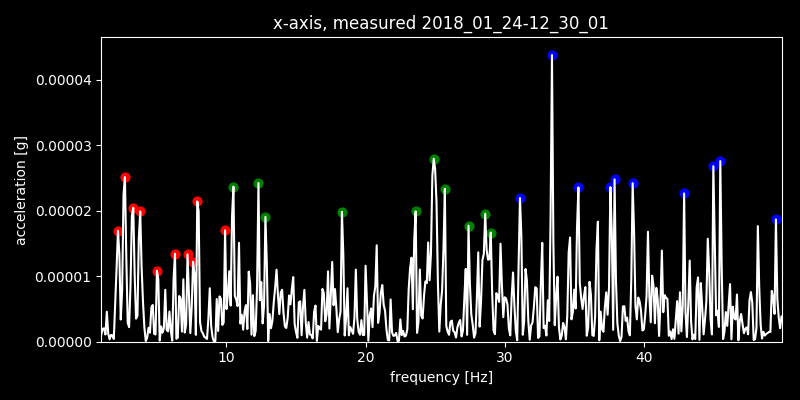 x-axis, measured 2018_01_24-12_30_01
0.00004
0.00003
0.00002
0.00001
0.00000
acceleration [g]
10 20 30 40
frequency [Hz]